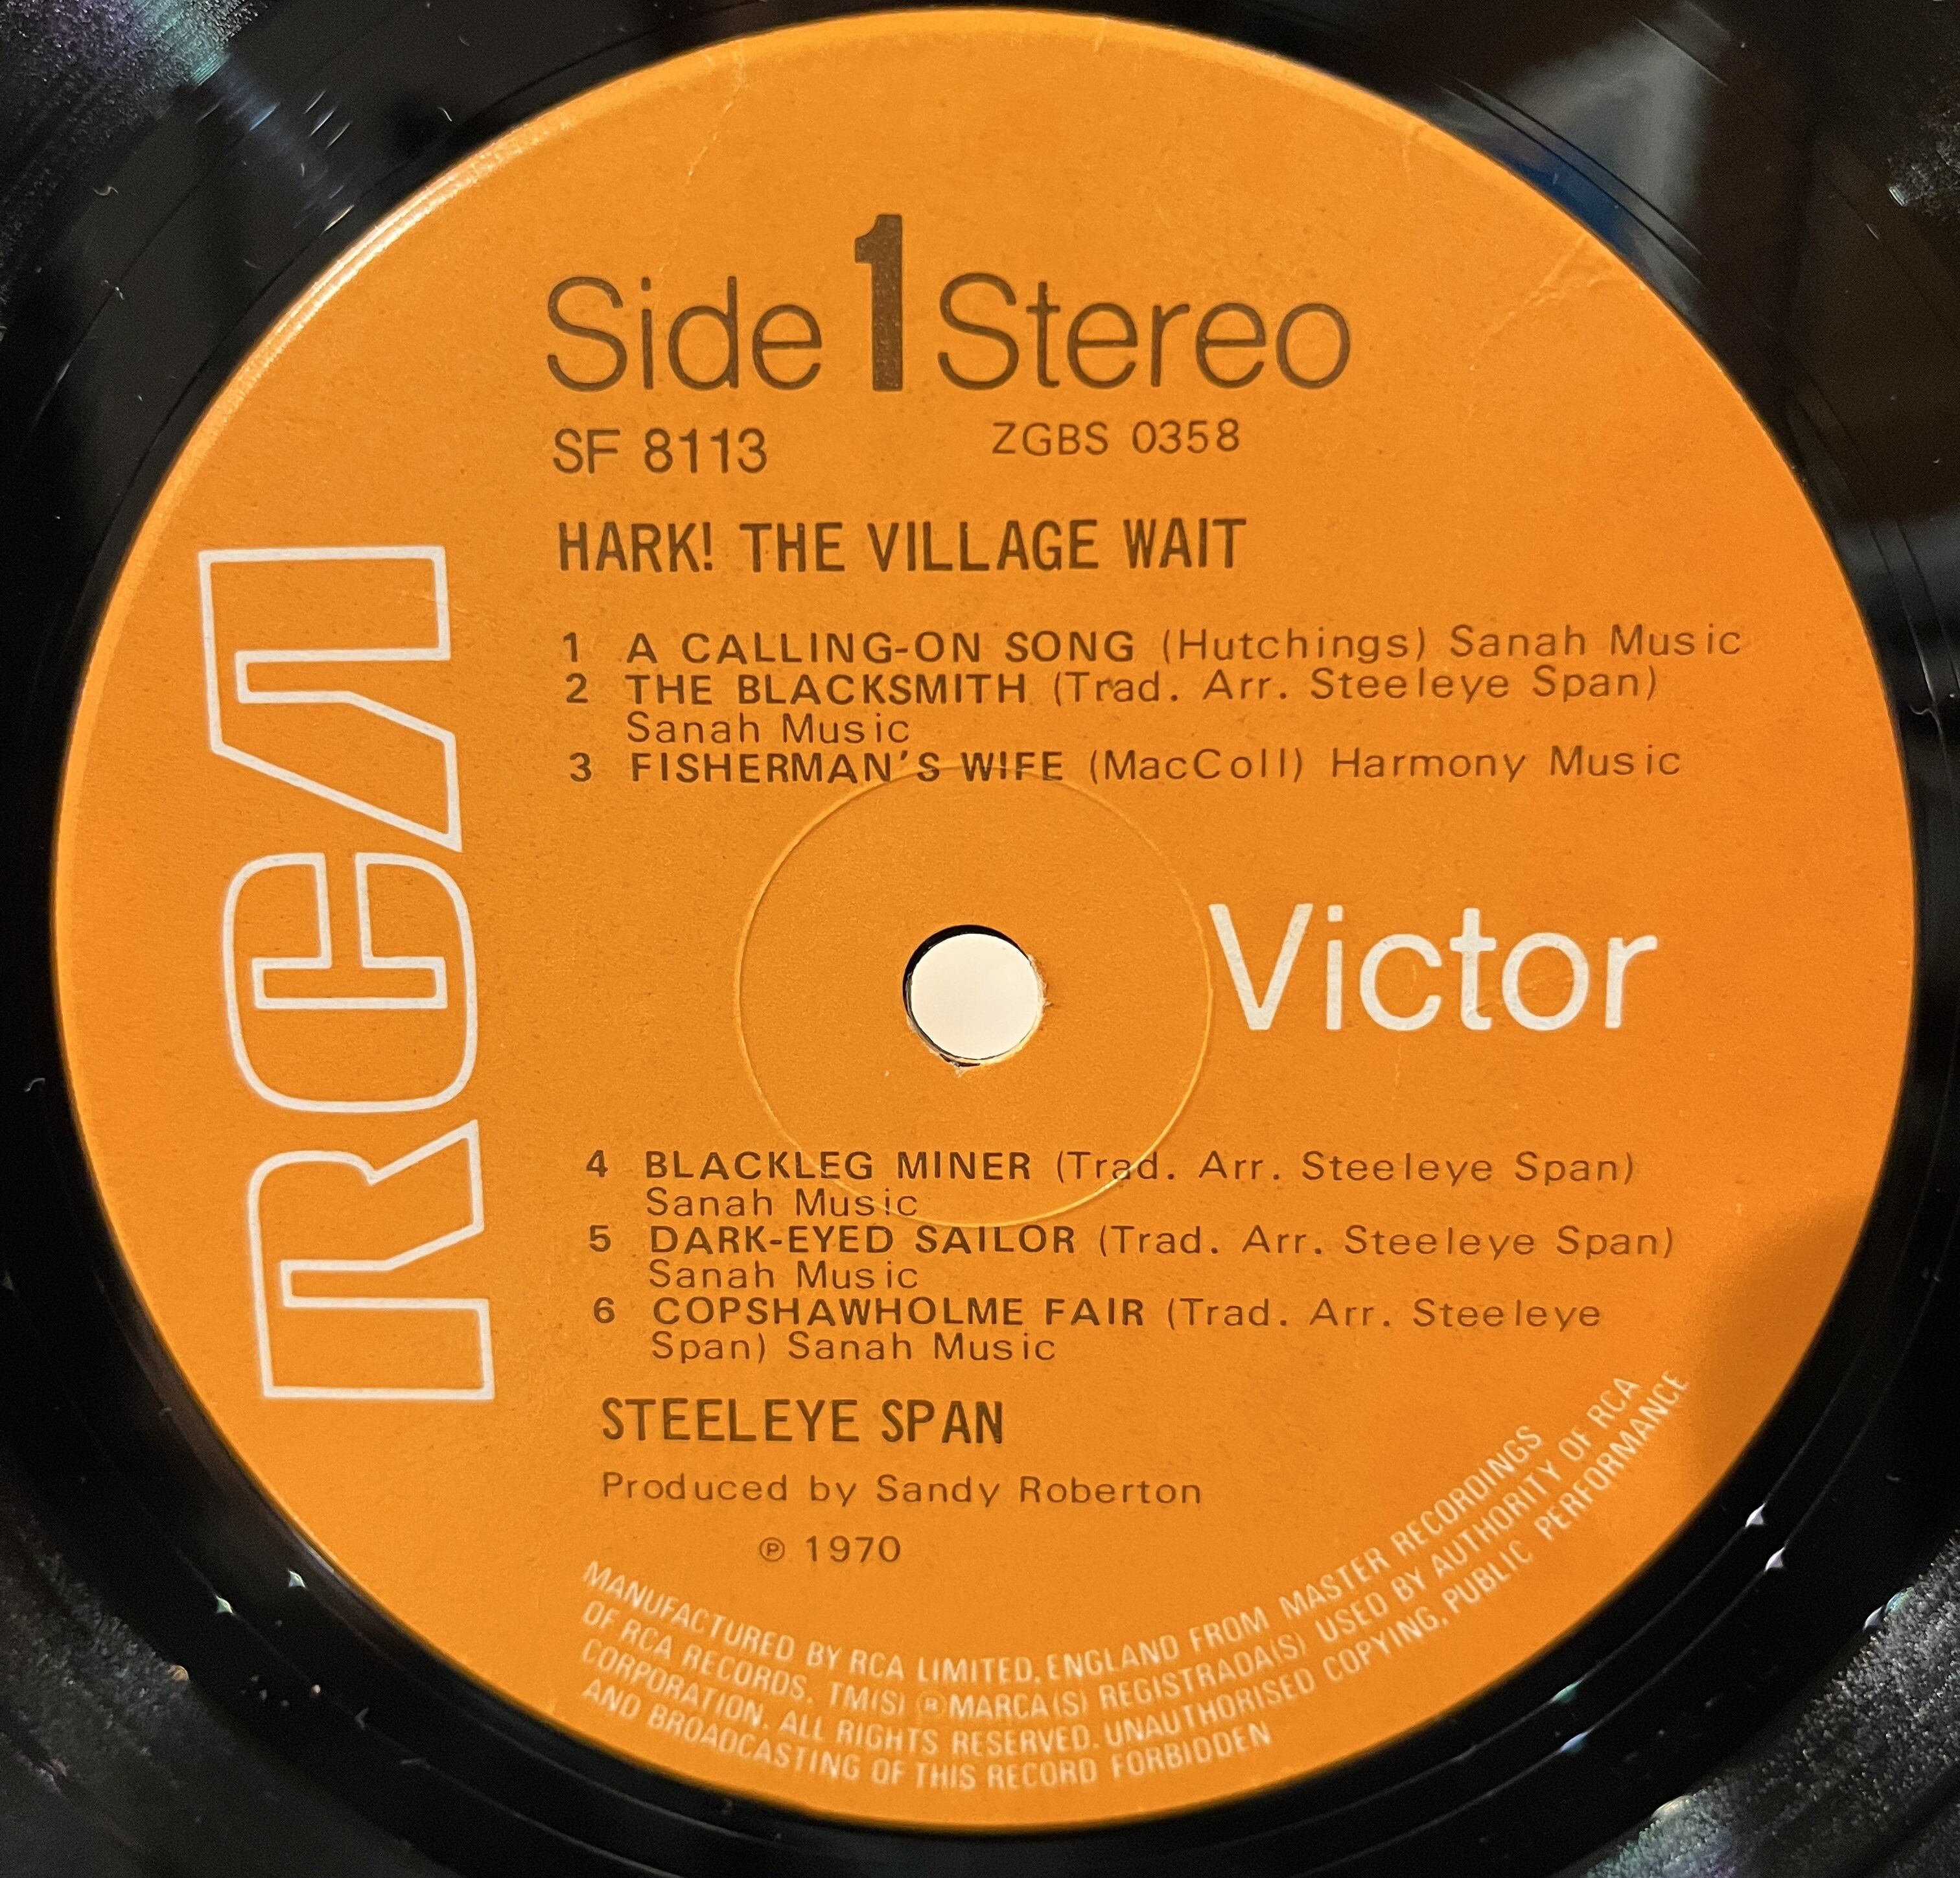 Side 1 Stereo
SF 8113 ZGBS 0358
HARK! THE VILLAGE WAIT
1 A CALLING-ON SONG (Hutchings) Sanah Music
2 THE BLACKSMITH (Trad. Arr. Steeleye Span)
Sanah Music
3 FISHERMAN'S WIFE (MacColl) Harmony Music
RCA
Victor
4 BLACKLEG MINER (Trad. Arr. Steeleye Span)
Sanah Music
5 DARK-EYED SAILOR (Trad. Arr. Steeleye Span)
Sanah Music
6 COPSHAWHOLME FAIR (Trad. Arr. Steeleye
Span) Sanah Music
STEELEYE SPAN
Produced by Sandy Roberton
℗ 1970
MANUFACTURED BY RCA LIMITED, ENGLAND FROM MASTER RECORDINGS
OF RCA RECORDS. TM(S) ® MARCA(S) REGISTRADA(S) USED BY AUTHORITY OF RCA
CORPORATION. ALL RIGHTS RESERVED. UNAUTHORISED COPYING, PUBLIC PERFORMANCE
AND BROADCASTING OF THIS RECORD FORBIDDEN